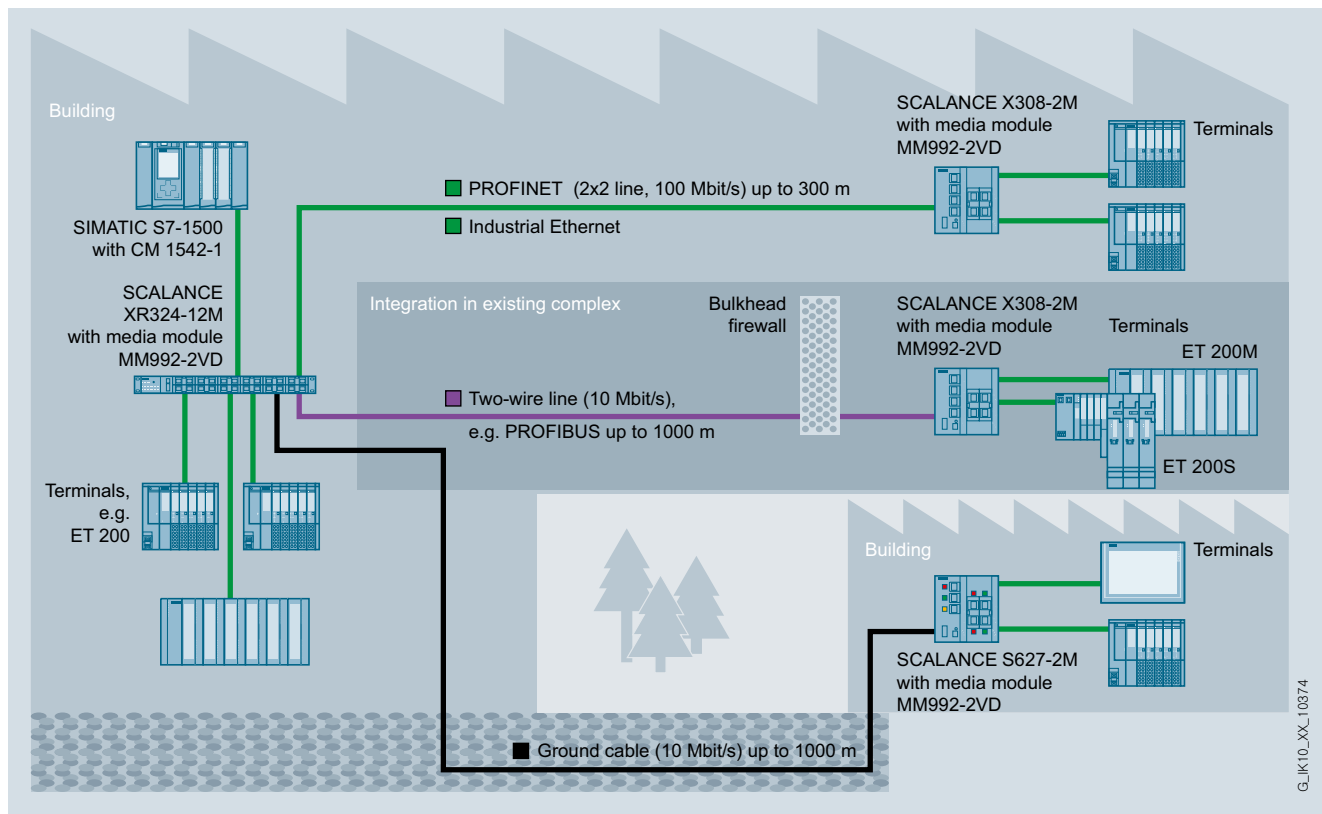 Building
SIMATIC S7-1500
with CM 1542-1
SCALANCE
XR324-12M
with media module
MM992-2VD
PROFINET (2x2 line, 100 Mbit/s) up to 300 m
Industrial Ethernet
SCALANCE X308-2M
with media module
MM992-2VD
Terminals
Integration in existing complex
Bulkhead
firewall
SCALANCE X308-2M
with media module
MM992-2VD
Terminals
ET 200M
Two-wire line (10 Mbit/s),
e.g. PROFIBUS up to 1000 m
ET 200S
Terminals,
e.g.
ET 200
Building
Terminals
SCALANCE S627-2M
with media module
MM992-2VD
Ground cable (10 Mbit/s) up to 1000 m
G_IK10_XX_10374